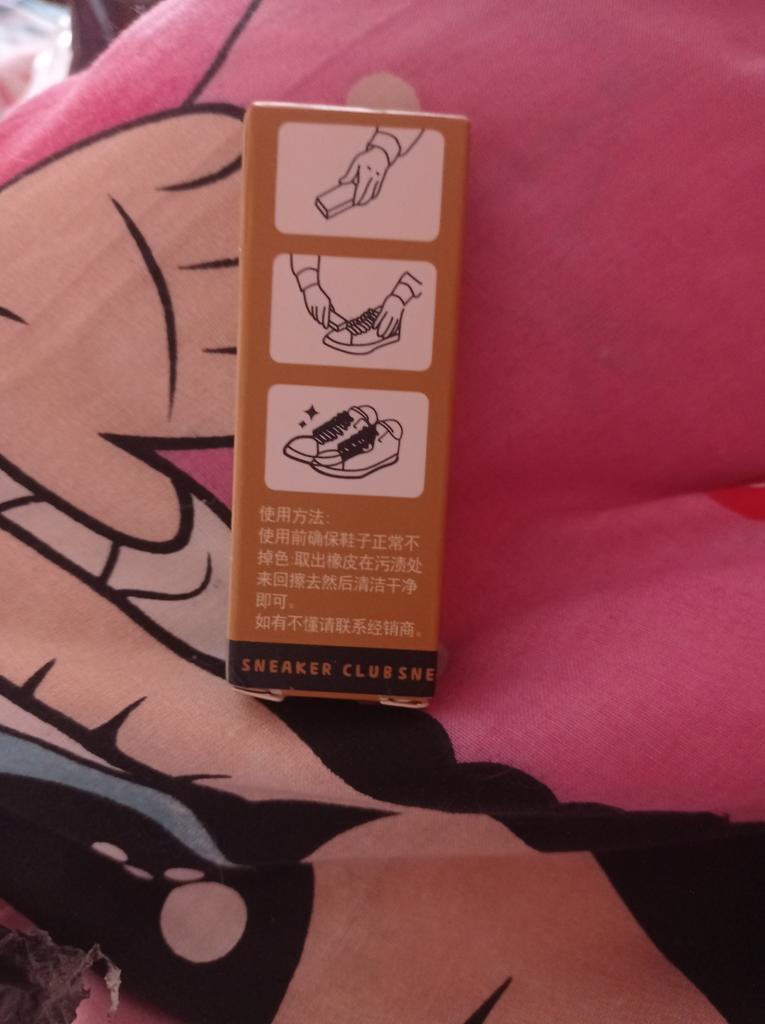 使用方法:
使用前确保鞋子正常不
掉色:取出橡皮在污渍处
来回擦去然后清洁干净
即可。
如有不懂请联系经销商。
SNEAKER CLUB SNE